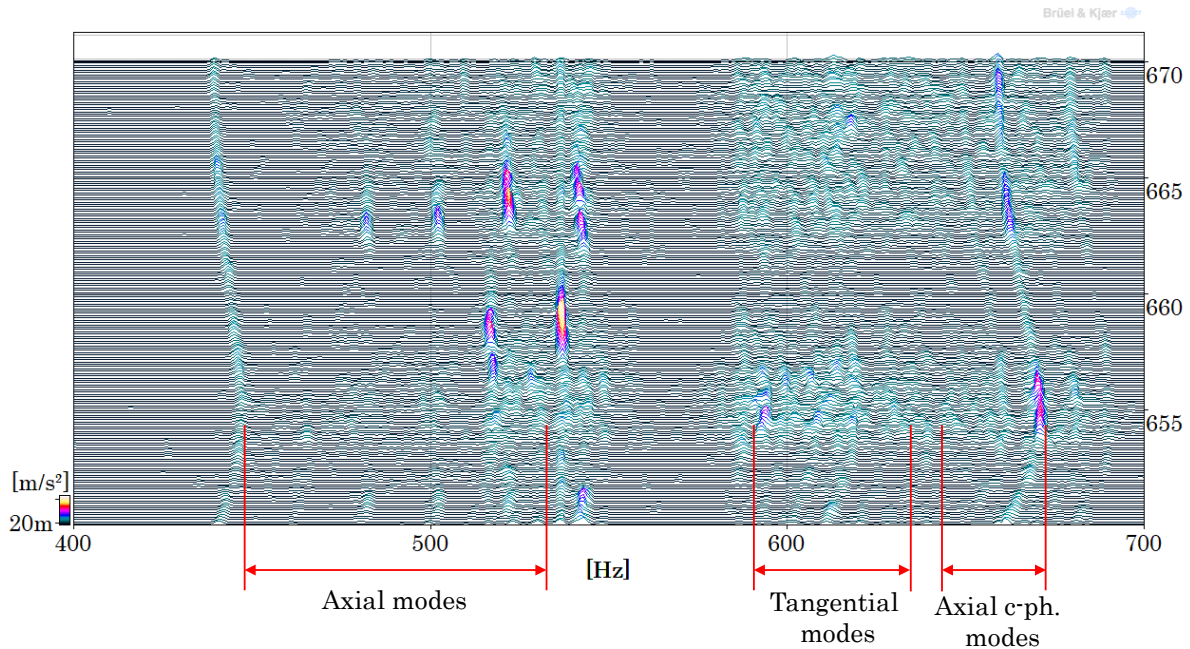 Brüel & Kjær
670
665
660
655
[m/s²]
20m
400
500
600
700
[Hz]
Axial modes
Tangential
modes
Axial c-ph.
modes